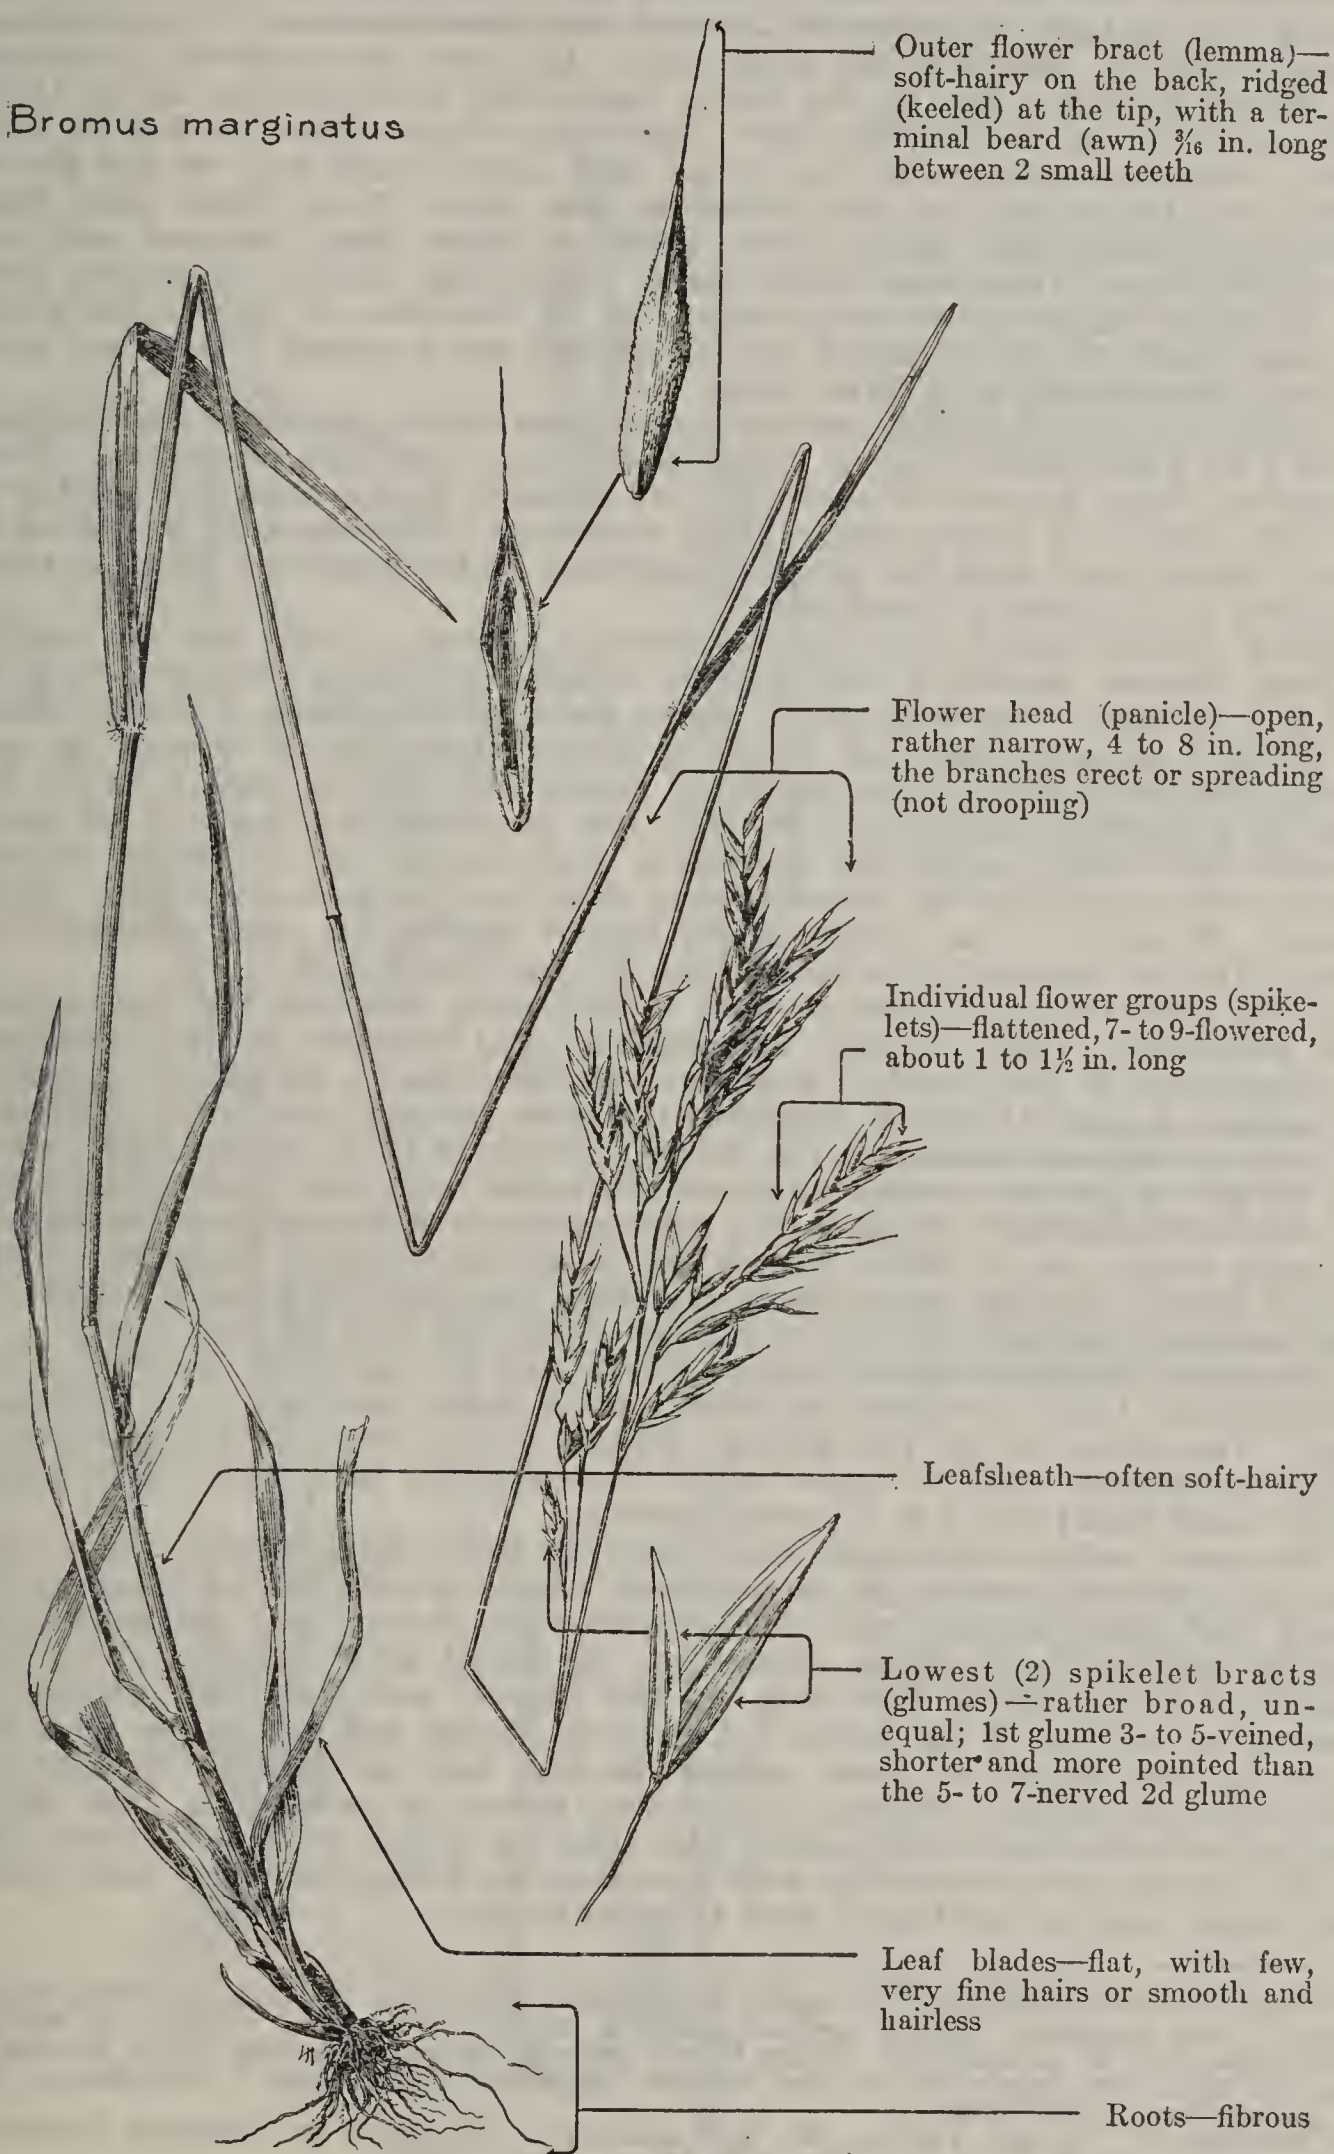 Outer flower bract (lemma)—
soft-hairy on the back, ridged
(keeled) at the tip, with a ter-
minal beard (awn) 3/16 in. long
between 2 small teeth
Bromus marginatus
Flower head (panicle)—open,
rather narrow, 4 to 8 in. long,
the branches erect or spreading
(not drooping)
Individual flower groups (spike-
lets)—flattened, 7- to 9-flowered,
about 1 to 1½ in. long
Leafsheath—often soft-hairy
Lowest (2) spikelet bracts
(glumes)—rather broad, un-
equal; 1st glume 3- to 5-veined,
shorter and more pointed than
the 5- to 7-nerved 2d glume
Leaf blades—flat, with few,
very fine hairs or smooth and
hairless
Roots—fibrous